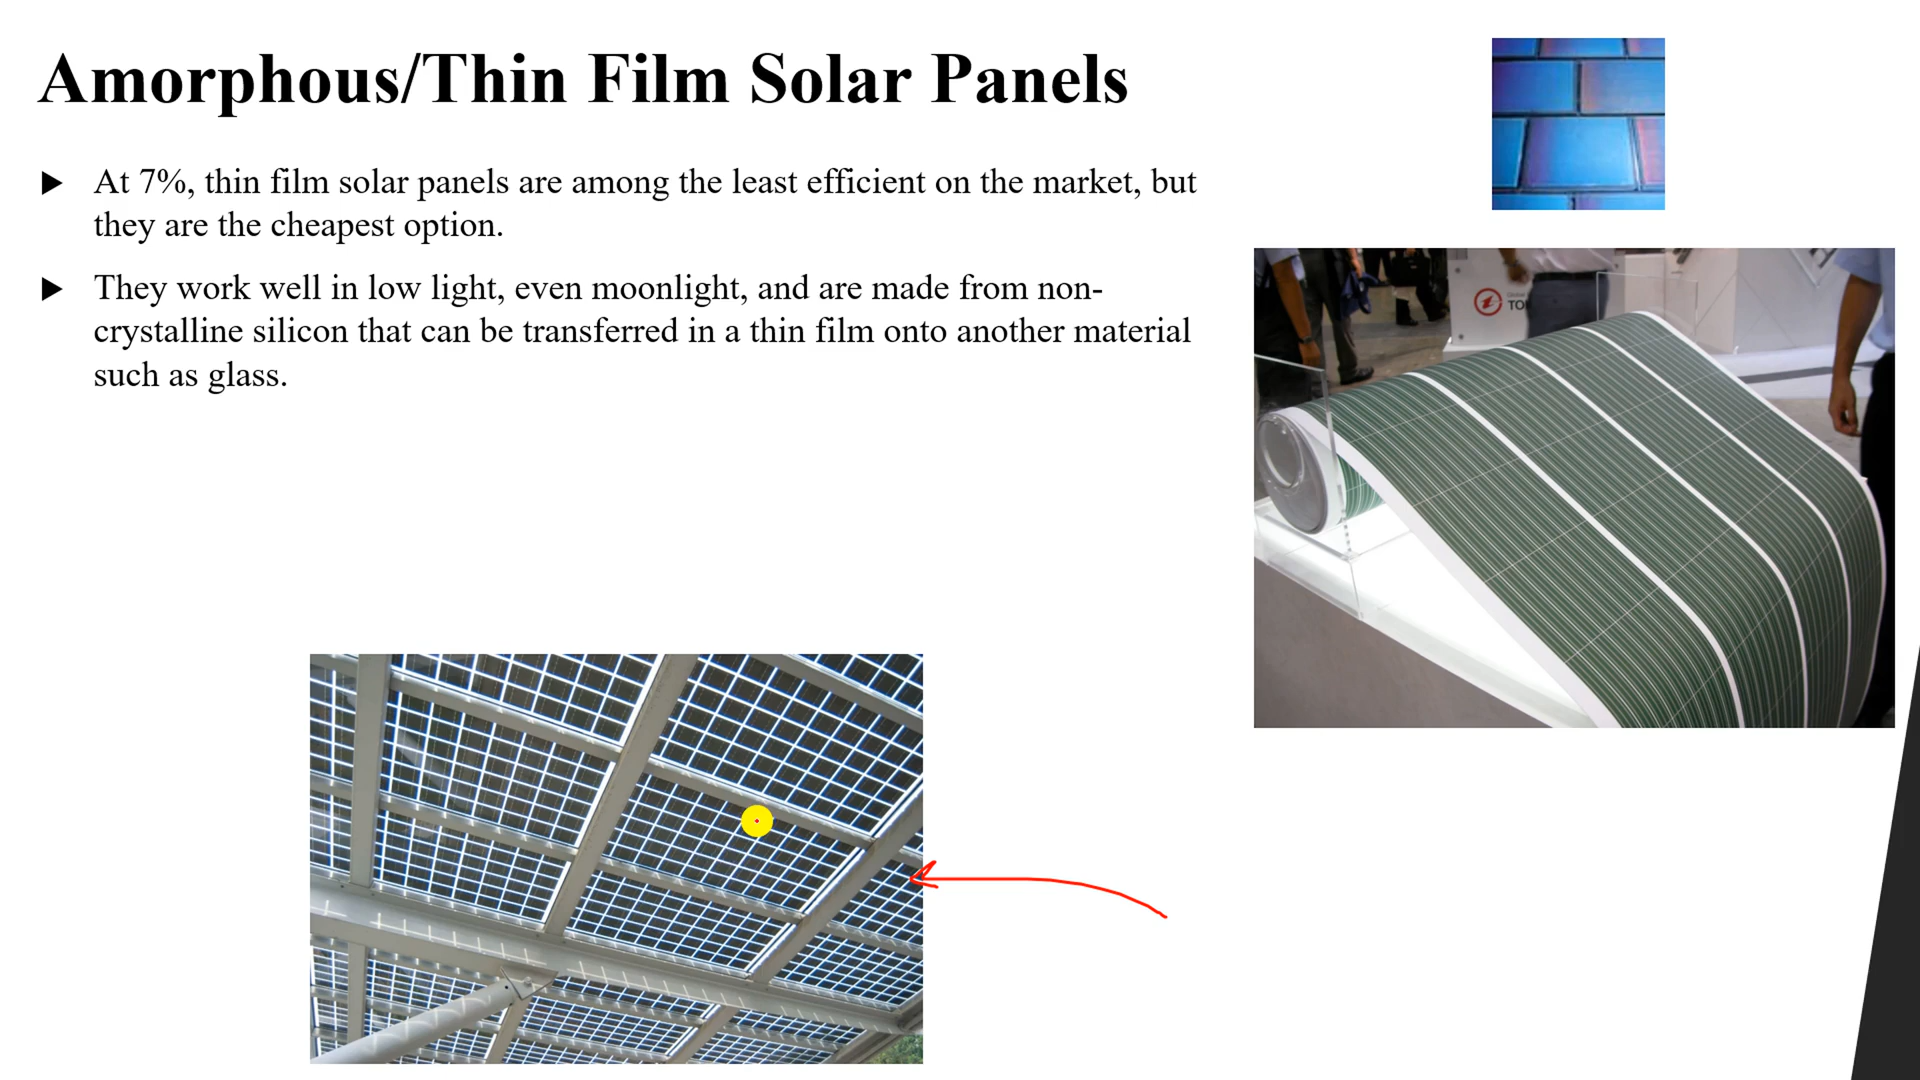 Amorphous/Thin Film Solar Panels
At 7%, thin film solar panels are among the least efficient on the market, but
they are the cheapest option.
They work well in low light, even moonlight, and are made from non-
crystalline silicon that can be transferred in a thin film onto another material
such as glass.